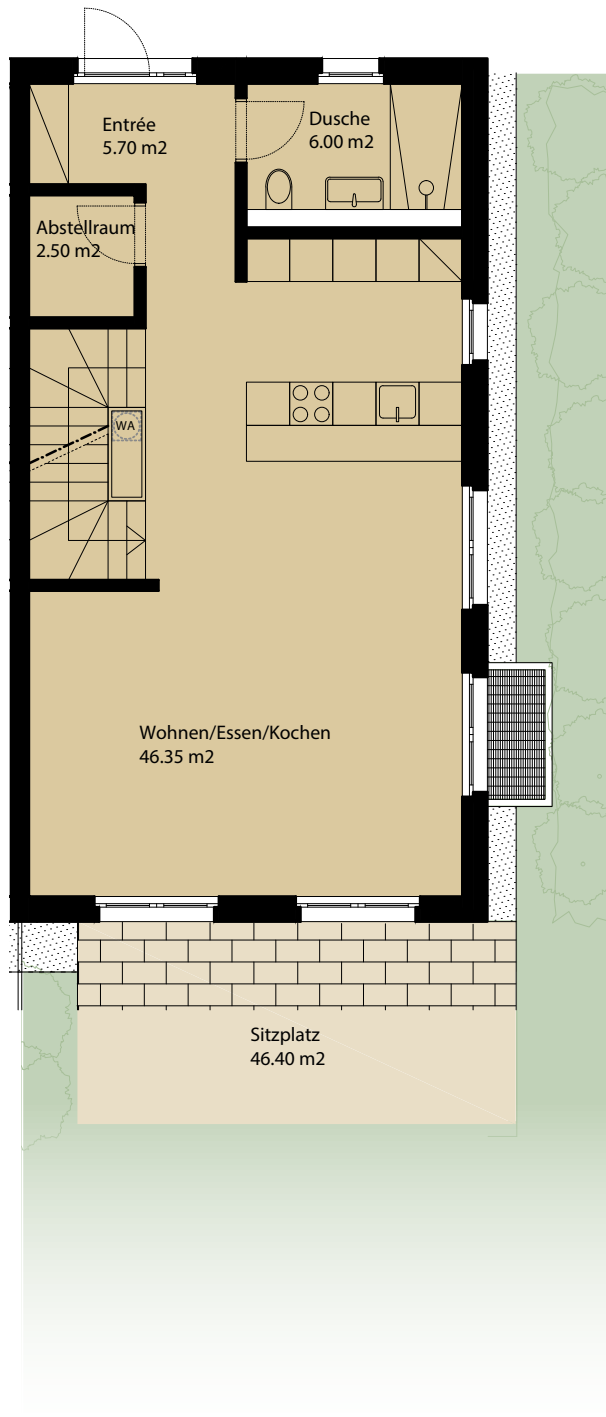 Entrée
5.70 m2
Dusche
6.00 m2
Abstellraum
2.50 m2
WA
Wohnen/Essen/Kochen
46.35 m2
Sitzplatz
46.40 m2